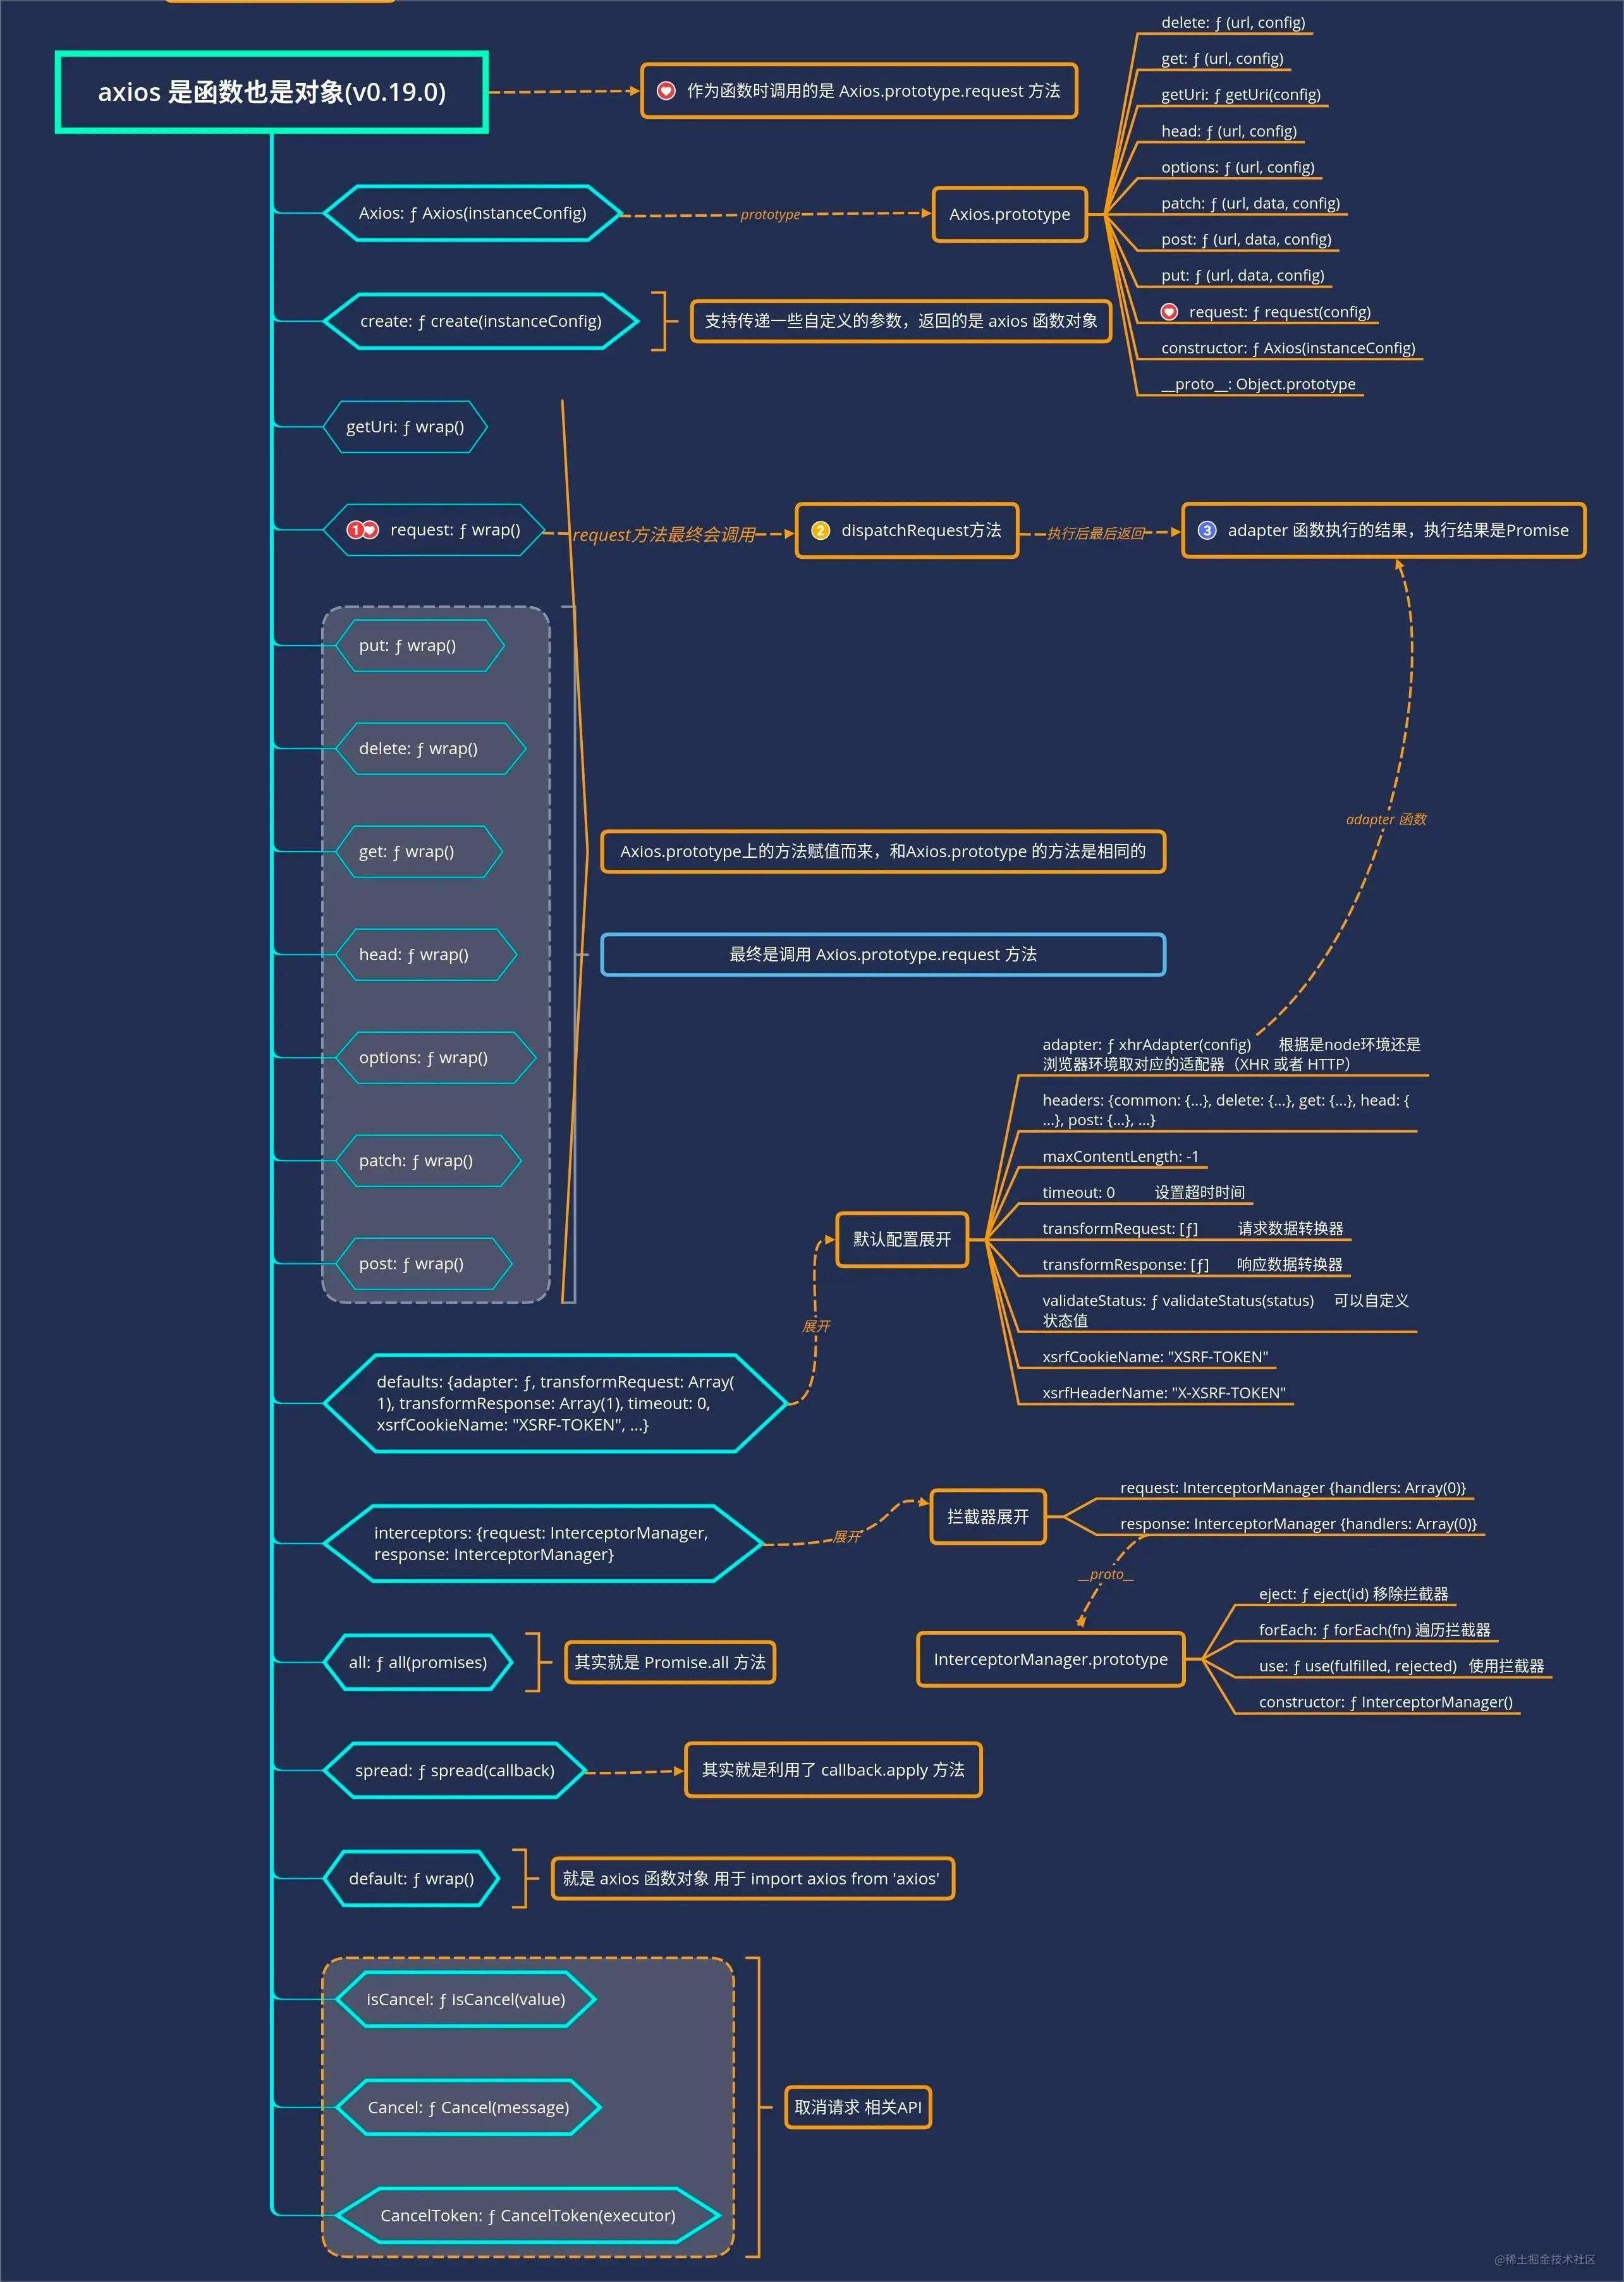 axios 是函数也是对象(v0.19.0)
作为函数时调用的是 Axios.prototype.request 方法
Axios: ƒ Axios(instanceConfig)
prototype
Axios.prototype
delete: ƒ (url, config)
get: ƒ (url, config)
getUri: ƒ getUri(config)
head: ƒ (url, config)
options: ƒ (url, config)
patch: ƒ (url, data, config)
post: ƒ (url, data, config)
put: ƒ (url, data, config)
request: ƒ request(config)
constructor: ƒ Axios(instanceConfig)
__proto__: Object.prototype
create: ƒ create(instanceConfig)
支持传递一些自定义的参数，返回的是 axios 函数对象
getUri: ƒ wrap()
1 request: ƒ wrap()
request方法最终会调用
2 dispatchRequest方法
执行后最后返回
3 adapter 函数执行的结果，执行结果是Promise
put: ƒ wrap()
delete: ƒ wrap()
get: ƒ wrap()
head: ƒ wrap()
options: ƒ wrap()
patch: ƒ wrap()
post: ƒ wrap()
Axios.prototype上的方法赋值而来，和Axios.prototype 的方法是相同的
最终是调用 Axios.prototype.request 方法
adapter 函数
defaults: {adapter: ƒ, transformRequest: Array(
1), transformResponse: Array(1), timeout: 0,
xsrfCookieName: "XSRF-TOKEN", …}
展开
默认配置展开
adapter: ƒ xhrAdapter(config) 根据是node环境还是
浏览器环境取对应的适配器（XHR 或者 HTTP）
headers: {common: {…}, delete: {…}, get: {…}, head: {
…}, post: {…}, …}
maxContentLength: -1
timeout: 0 设置超时时间
transformRequest: [ƒ] 请求数据转换器
transformResponse: [ƒ] 响应数据转换器
validateStatus: ƒ validateStatus(status) 可以自定义
状态值
xsrfCookieName: "XSRF-TOKEN"
xsrfHeaderName: "X-XSRF-TOKEN"
interceptors: {request: InterceptorManager,
response: InterceptorManager}
展开
拦截器展开
request: InterceptorManager {handlers: Array(0)}
response: InterceptorManager {handlers: Array(0)}
__proto__
InterceptorManager.prototype
eject: ƒ eject(id) 移除拦截器
forEach: ƒ forEach(fn) 遍历拦截器
use: ƒ use(fulfilled, rejected) 使用拦截器
constructor: ƒ InterceptorManager()
all: ƒ all(promises)
其实就是 Promise.all 方法
spread: ƒ spread(callback)
其实就是利用了 callback.apply 方法
default: ƒ wrap()
就是 axios 函数对象 用于 import axios from 'axios'
isCancel: ƒ isCancel(value)
Cancel: ƒ Cancel(message)
CancelToken: ƒ CancelToken(executor)
取消请求 相关API
@稀土掘金技术社区